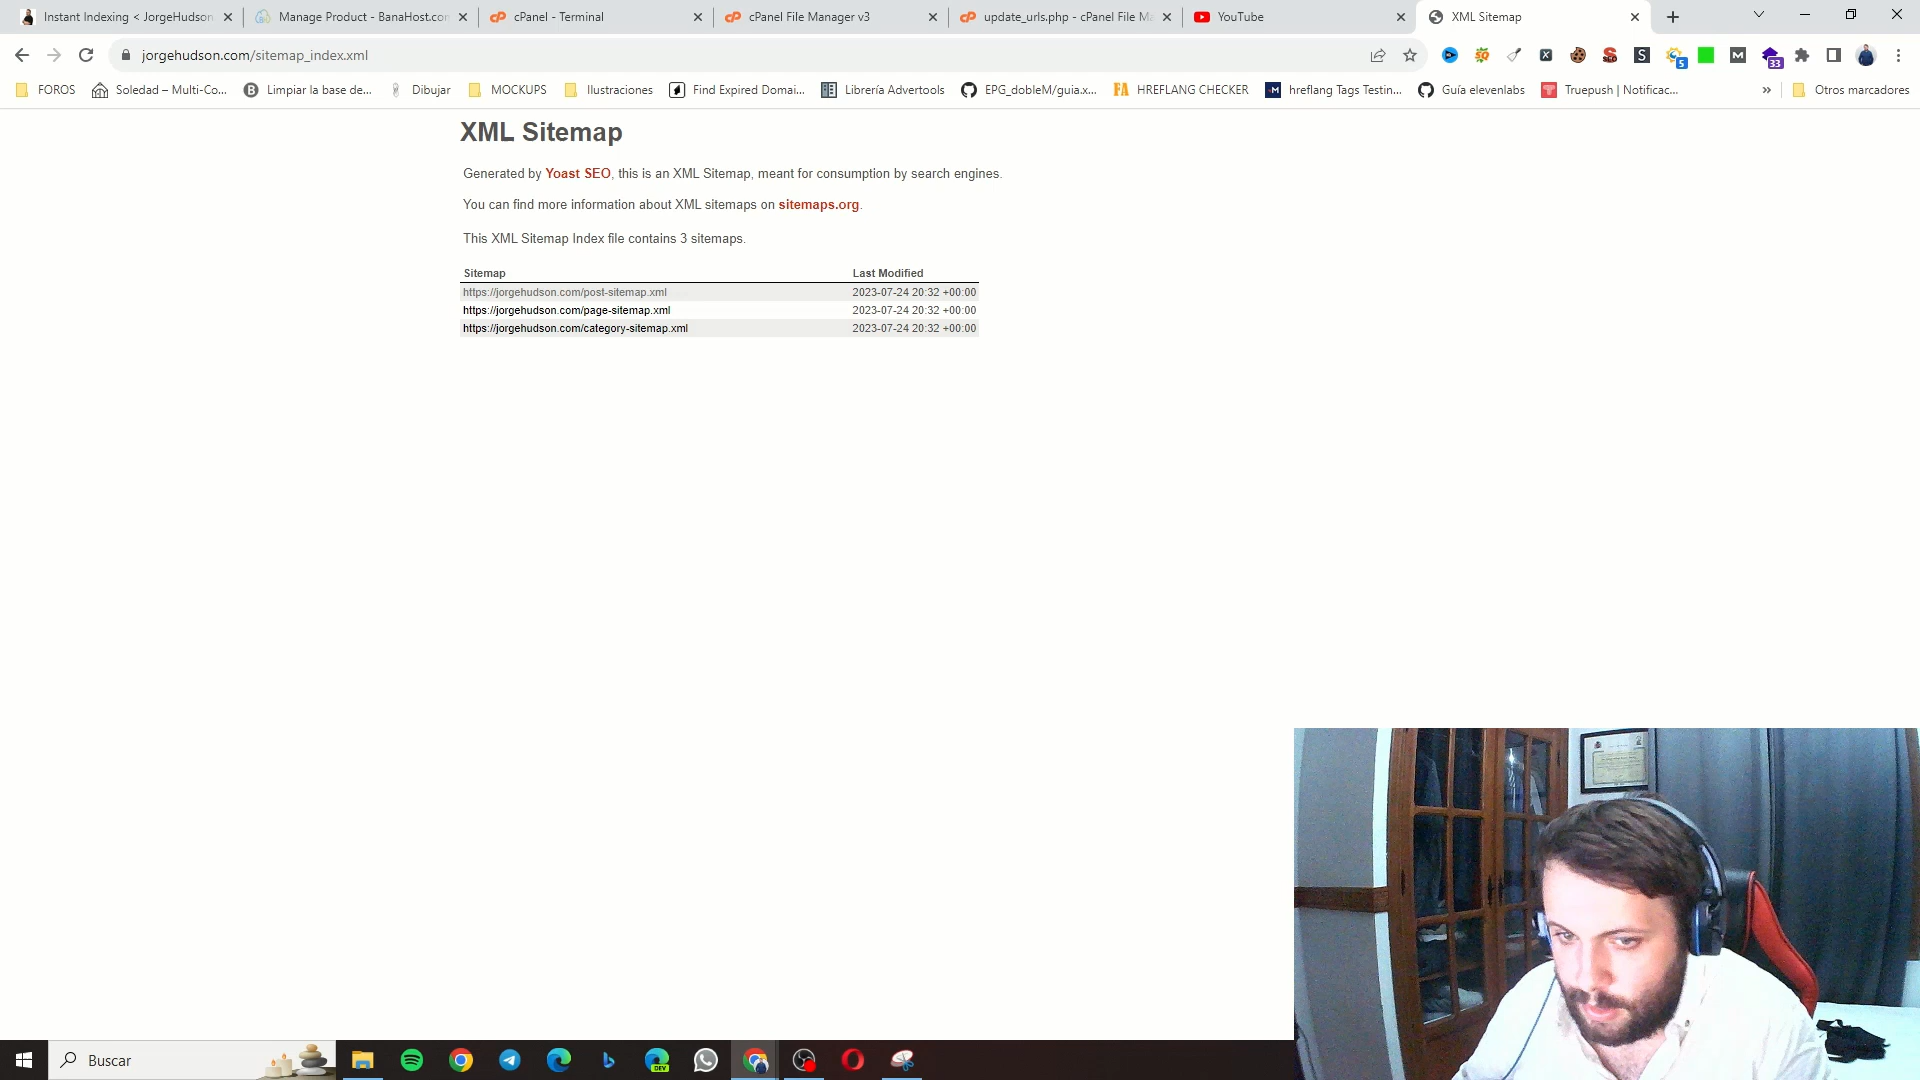 Instant Indexing < JorgeHudson
Manage Product - BanaHost.com
cPanel - Terminal
cPanel File Manager v3
update_urls.php - cPanel File Ma
YouTube
XML Sitemap
jorgehudson.com/sitemap_index.xml
5
33
FOROS
Soledad – Multi-Co...
Limpiar la base de...
Dibujar
MOCKUPS
Ilustraciones
Find Expired Domai...
Librería Advertools
EPG_dobleM/guia.x...
HREFLANG CHECKER
hreflang Tags Testin...
Guía elevenlabs
Truepush | Notificac...
»
Otros marcadores
XML Sitemap
Generated by Yoast SEO, this is an XML Sitemap, meant for consumption by search engines.
You can find more information about XML sitemaps on sitemaps.org.
This XML Sitemap Index file contains 3 sitemaps.
Sitemap Last Modified
https://jorgehudson.com/post-sitemap.xml 2023-07-24 20:32 +00:00
https://jorgehudson.com/page-sitemap.xml 2023-07-24 20:32 +00:00
https://jorgehudson.com/category-sitemap.xml 2023-07-24 20:32 +00:00
Buscar
DEV